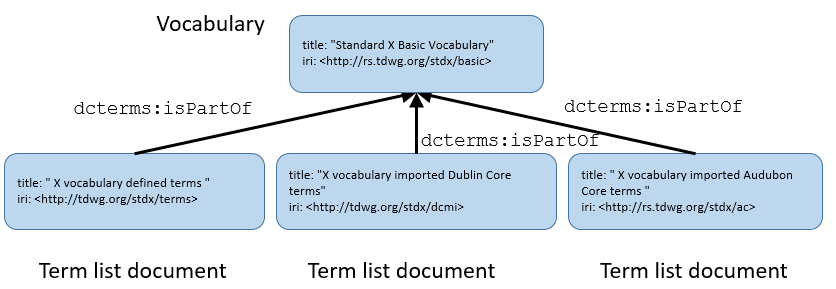 Vocabulary
title: "Standard X Basic Vocabulary"
iri: <http://rs.tdwg.org/stdx/basic>
dcterms:isPartOf
dcterms:isPartOf
dcterms:isPartOf
title: " X vocabulary defined terms "
iri: <http://tdwg.org/stdx/terms>
title: "X vocabulary imported Dublin Core
terms"
iri: <http://tdwg.org/stdx/dcmi>
title: " X vocabulary imported Audubon
Core terms "
iri: <http://rs.tdwg.org/stdx/ac>
Term list document
Term list document
Term list document